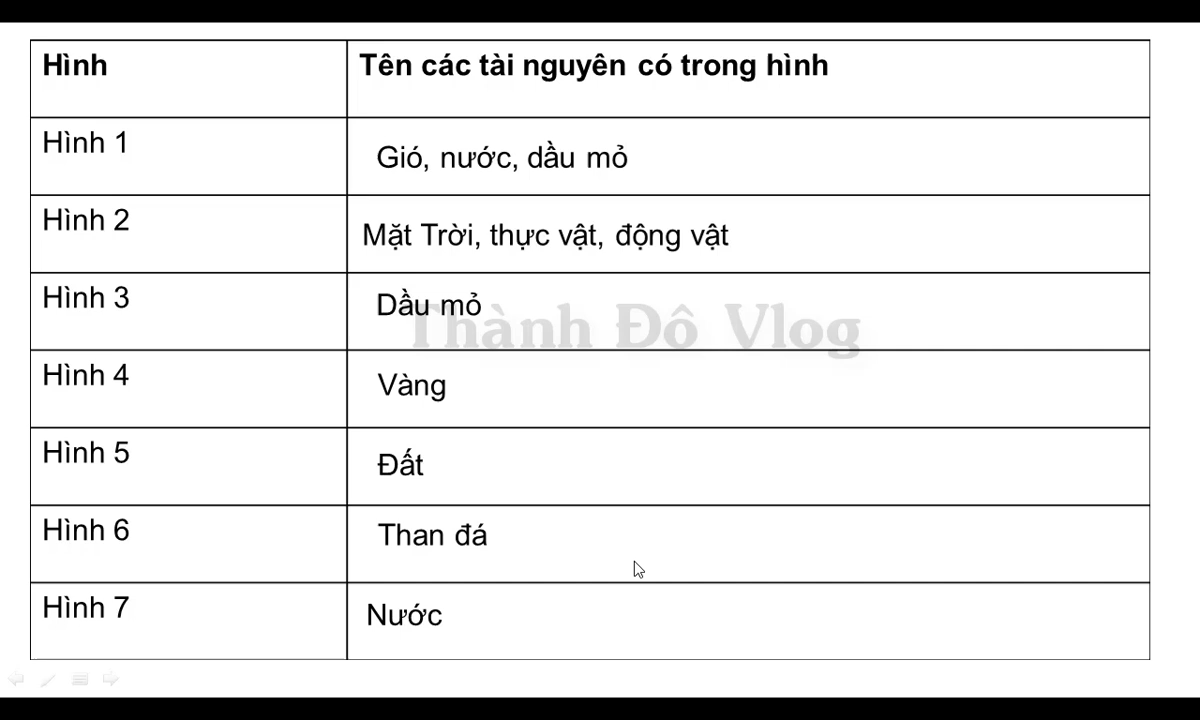 Hình Tên các tài nguyên có trong hình
Hình 1 Gió, nước, dầu mỏ
Hình 2 Mặt Trời, thực vật, động vật
Hình 3 Dầu mỏ
Thành Đô Vlog
Hình 4 Vàng
Hình 5 Đất
Hình 6 Than đá
Hình 7 Nước